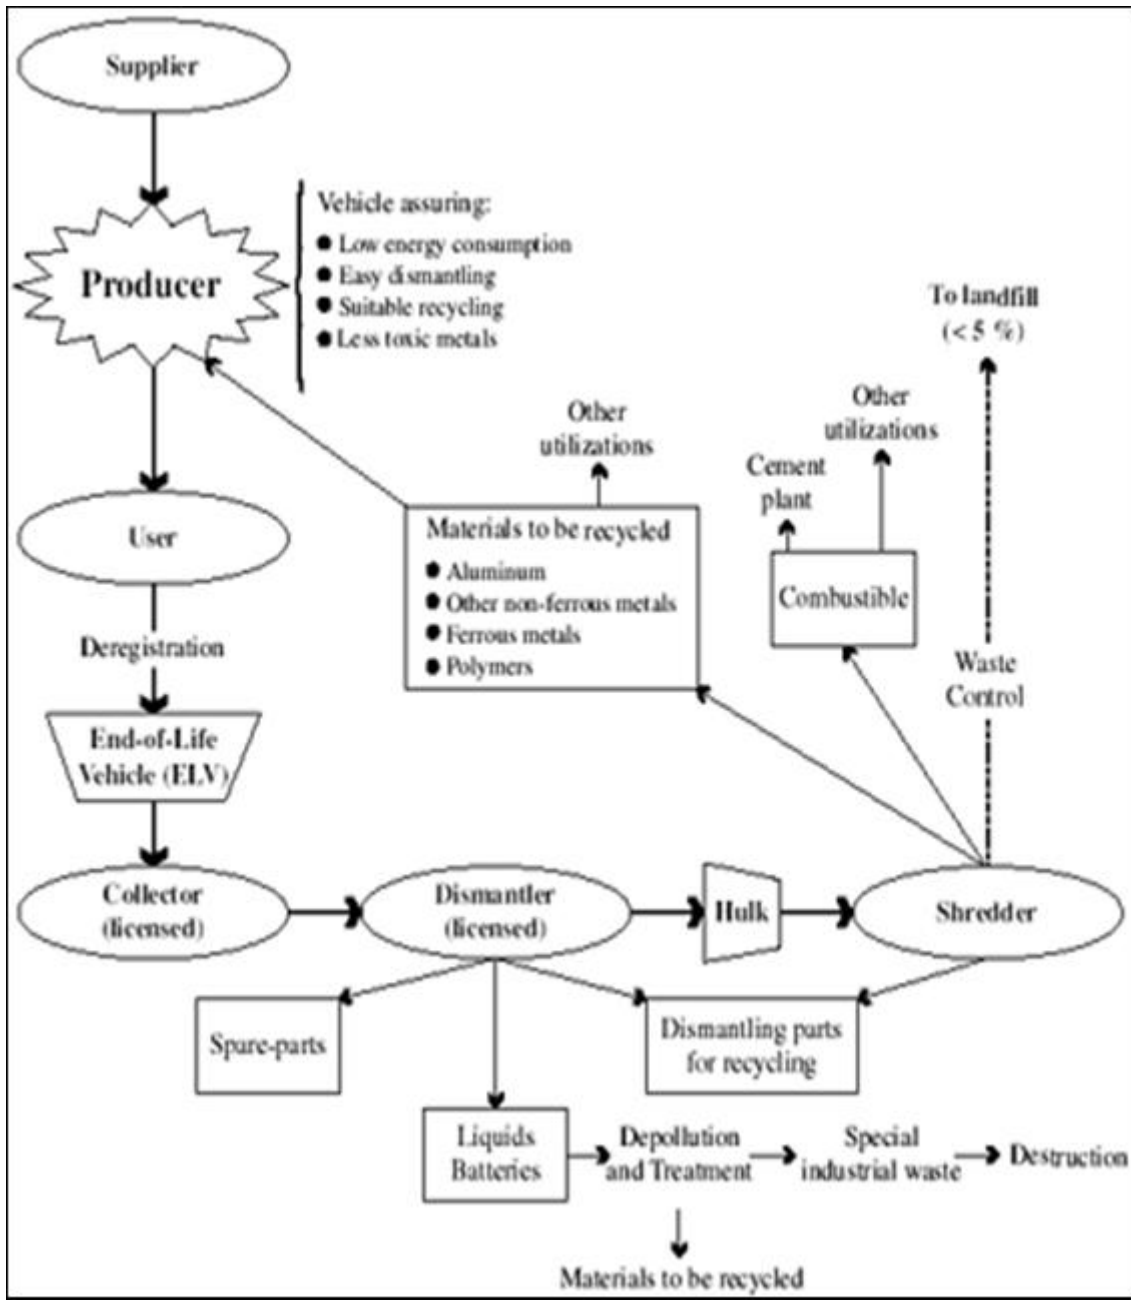 Supplier
Producer
Vehicle assuring:
● Low energy consumption
● Easy dismantling
● Suitable recycling
● Less toxic metals
To landfill
(< 5 %)
Other
utilizations
Other
utilizations
Cement
plant
User
Materials to be recycled
● Aluminum
● Other non-ferrous metals
● Ferrous metals
● Polymers
Combustible
Deregistration
Waste
Control
End-of-Life
Vehicle (ELV)
Collector
(licensed)
Dismantler
(licensed)
Hulk
Shredder
Spare-parts
Dismantling parts
for recycling
Liquids
Batteries
Depollution
and Treatment
Special
industrial waste
Destruction
Materials to be recycled